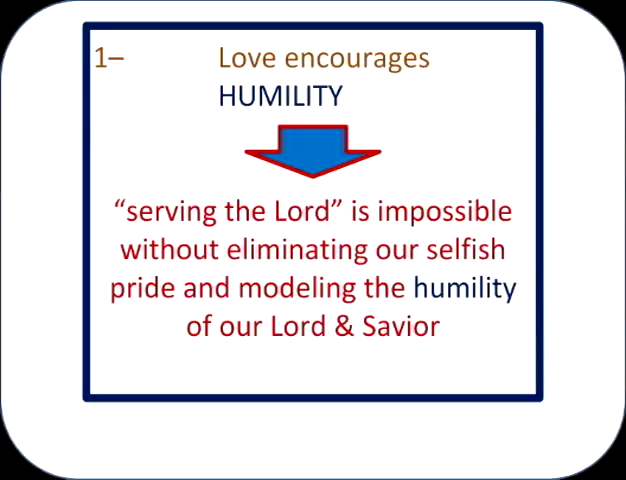 1– Love encourages
HUMILITY
“serving the Lord” is impossible
without eliminating our selfish
pride and modeling the humility
of our Lord & Savior